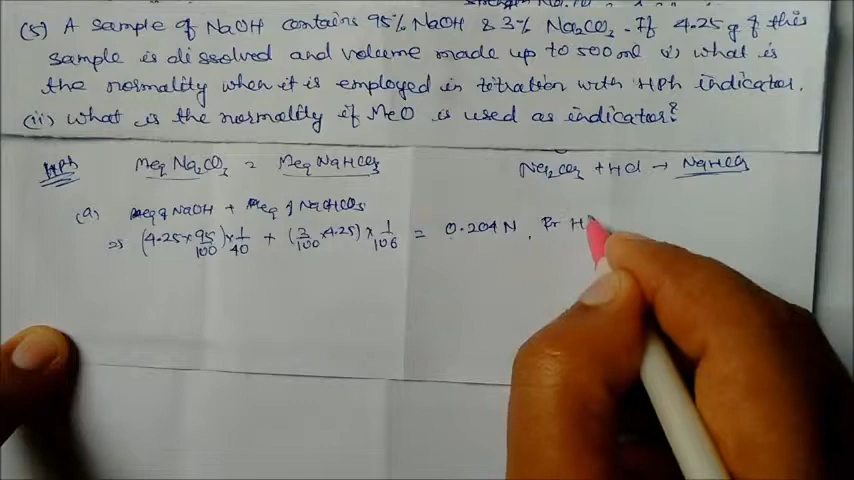 (5) A sample of NaOH contains 95% NaOH & 3% Na2CO3. If 4.25g of this
sample is dissolved and volume made up to 500ml (i) what is
the normality when it is employed in titration with HPh indicator.
(ii) what is the normality if MeO is used as indicator?
HPh Meq Na2CO3 = Meq NaHCO3 Na2CO3 + HCl → NaHCO3
(a) Meq of NaOH + Meq of NaHCO3
⇒ (4.25 × 95/100) × 1/40 + (3/100 × 4.25) × 1/106 = 0.204 N, for H